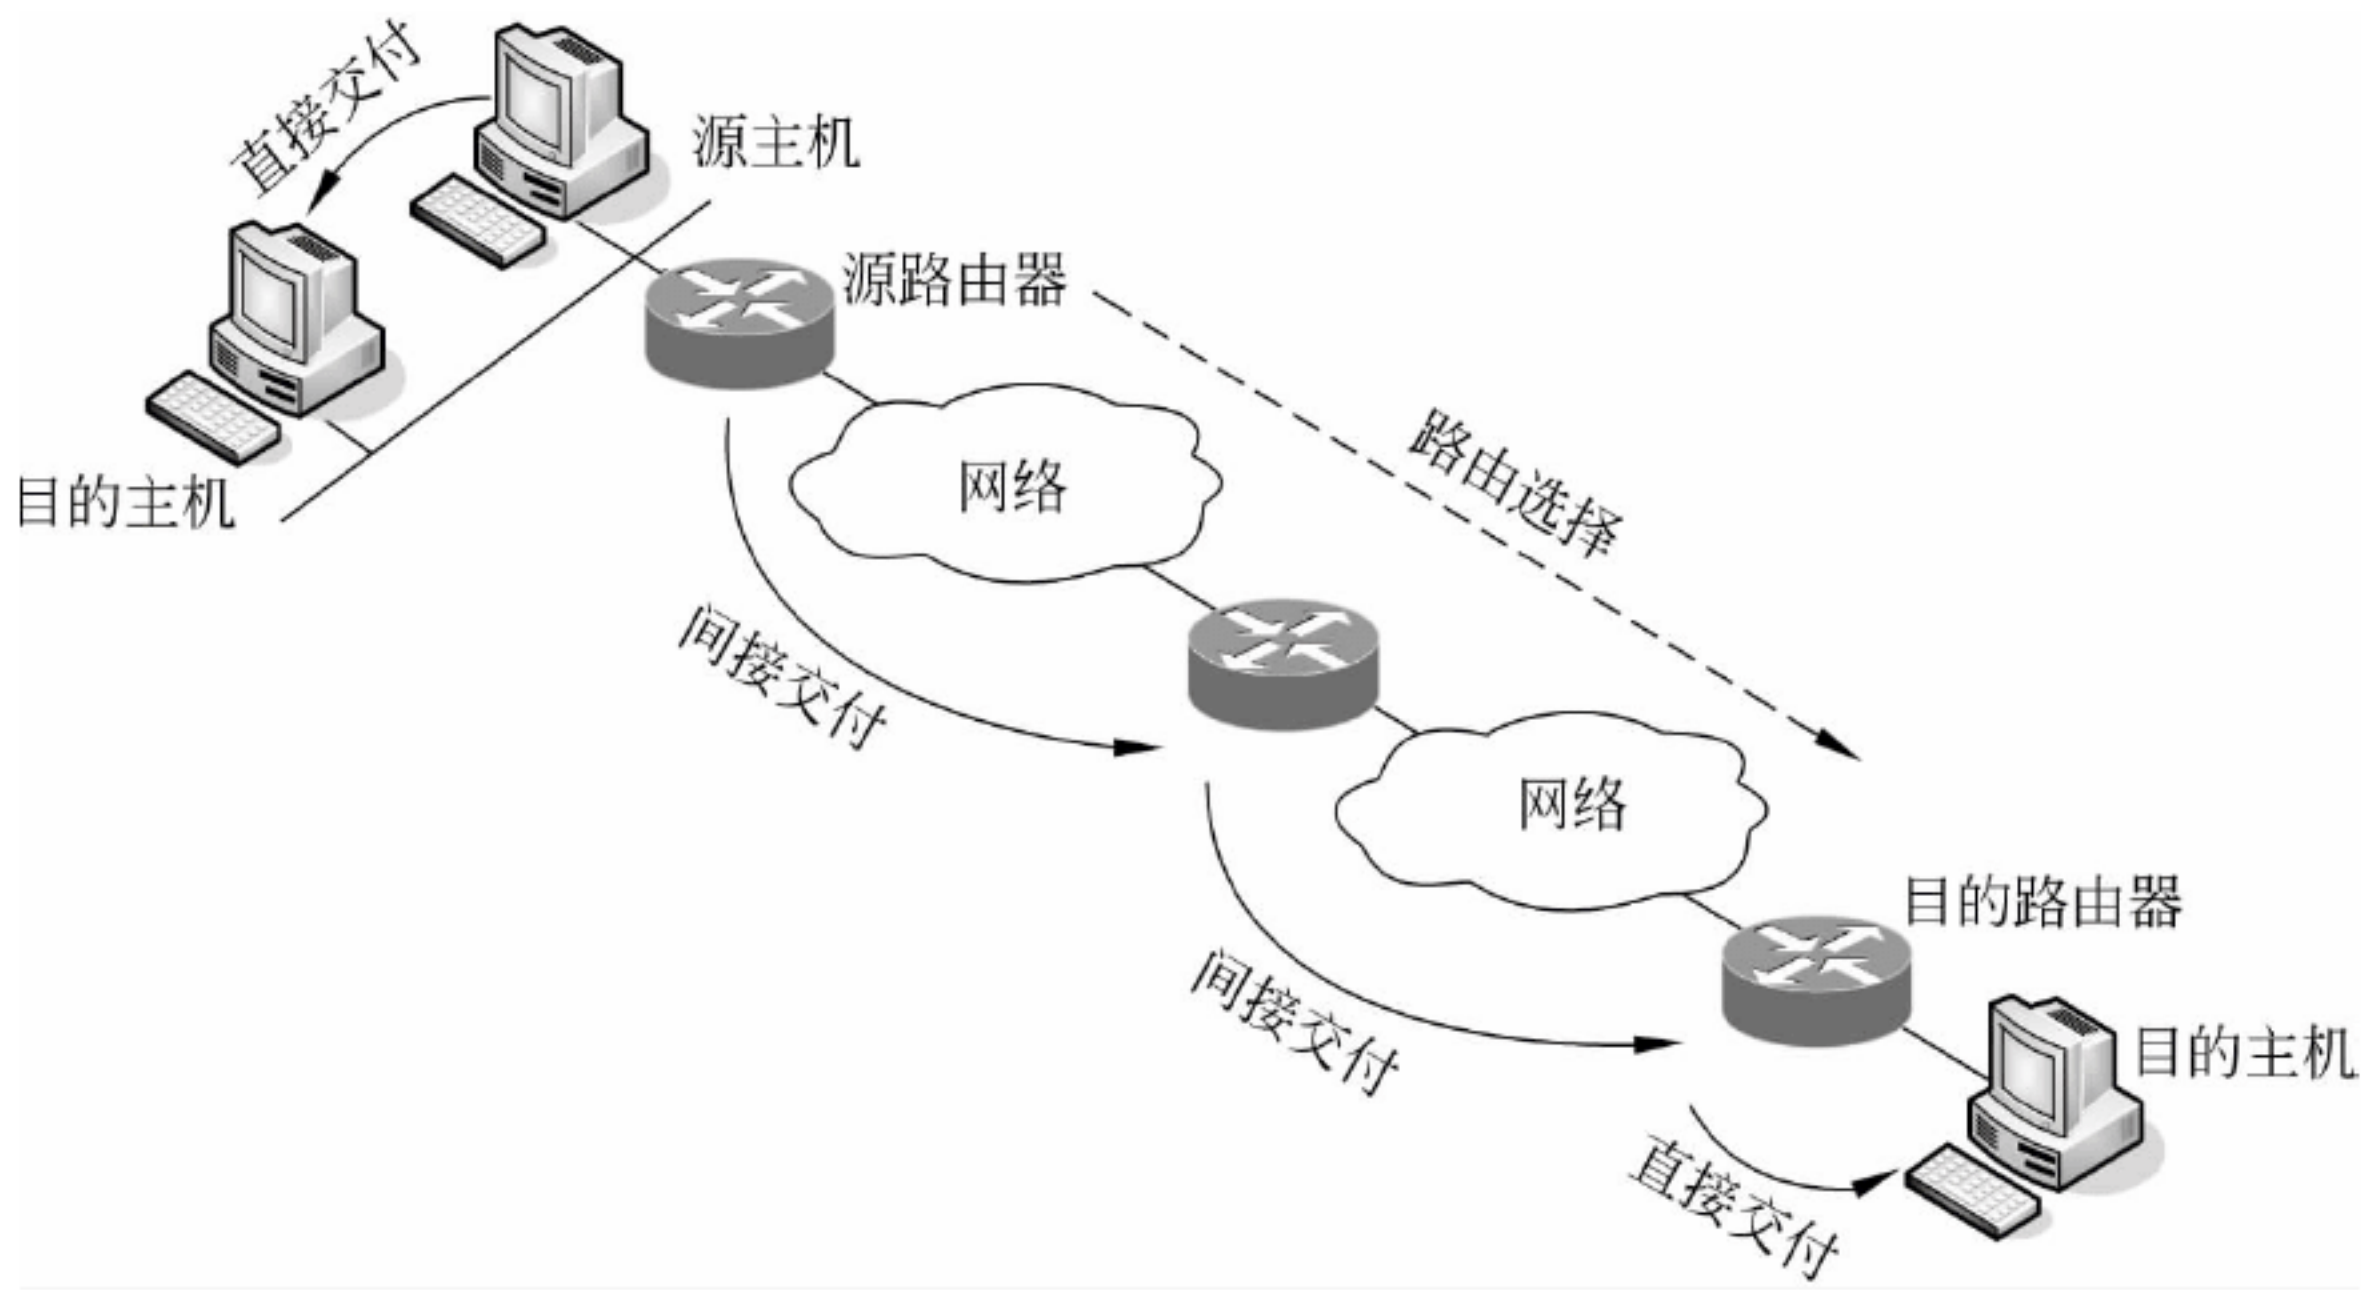 直接交付
源主机
源路由器
目的主机
网络
路由选择
间接交付
网络
目的路由器
间接交付
目的主机
直接交付